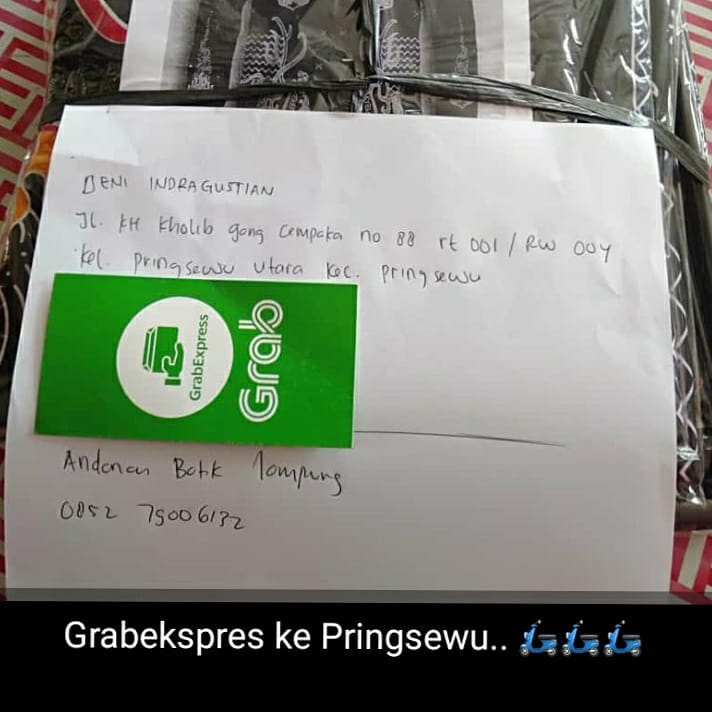 DENI INDRAGUSTIAN
Jl. KH Kholib gang Cempaka no 88 rt 001 / RW 004
Kel. Pringsewu Utara Kec. Pringsewu
GrabExpress
Grab
Andanan Batik Lampung
0852 75006132
Grabekspres ke Pringsewu.. 🛵🛵🛵